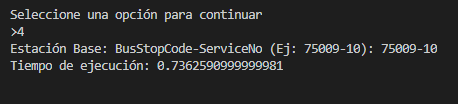 Seleccione una opción para continuar
>4
Estación Base: BusStopCode-ServiceNo (Ej: 75009-10): 75009-10
Tiempo de ejecución: 0.7362590999999981